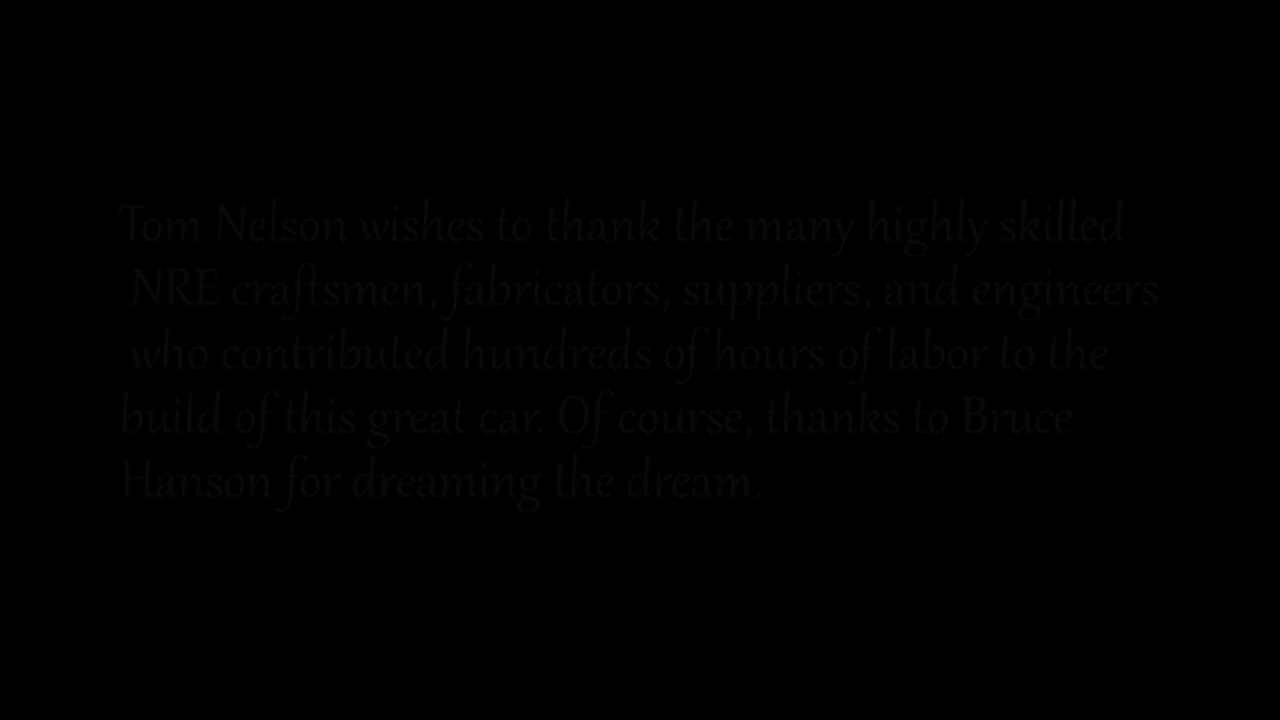 Tom Nelson wishes to thank the many highly skilled
NRE craftsmen, fabricators, suppliers, and engineers
who contributed hundreds of hours of labor to the
build of this great car. Of course, thanks to Bruce
Hanson for dreaming the dream.